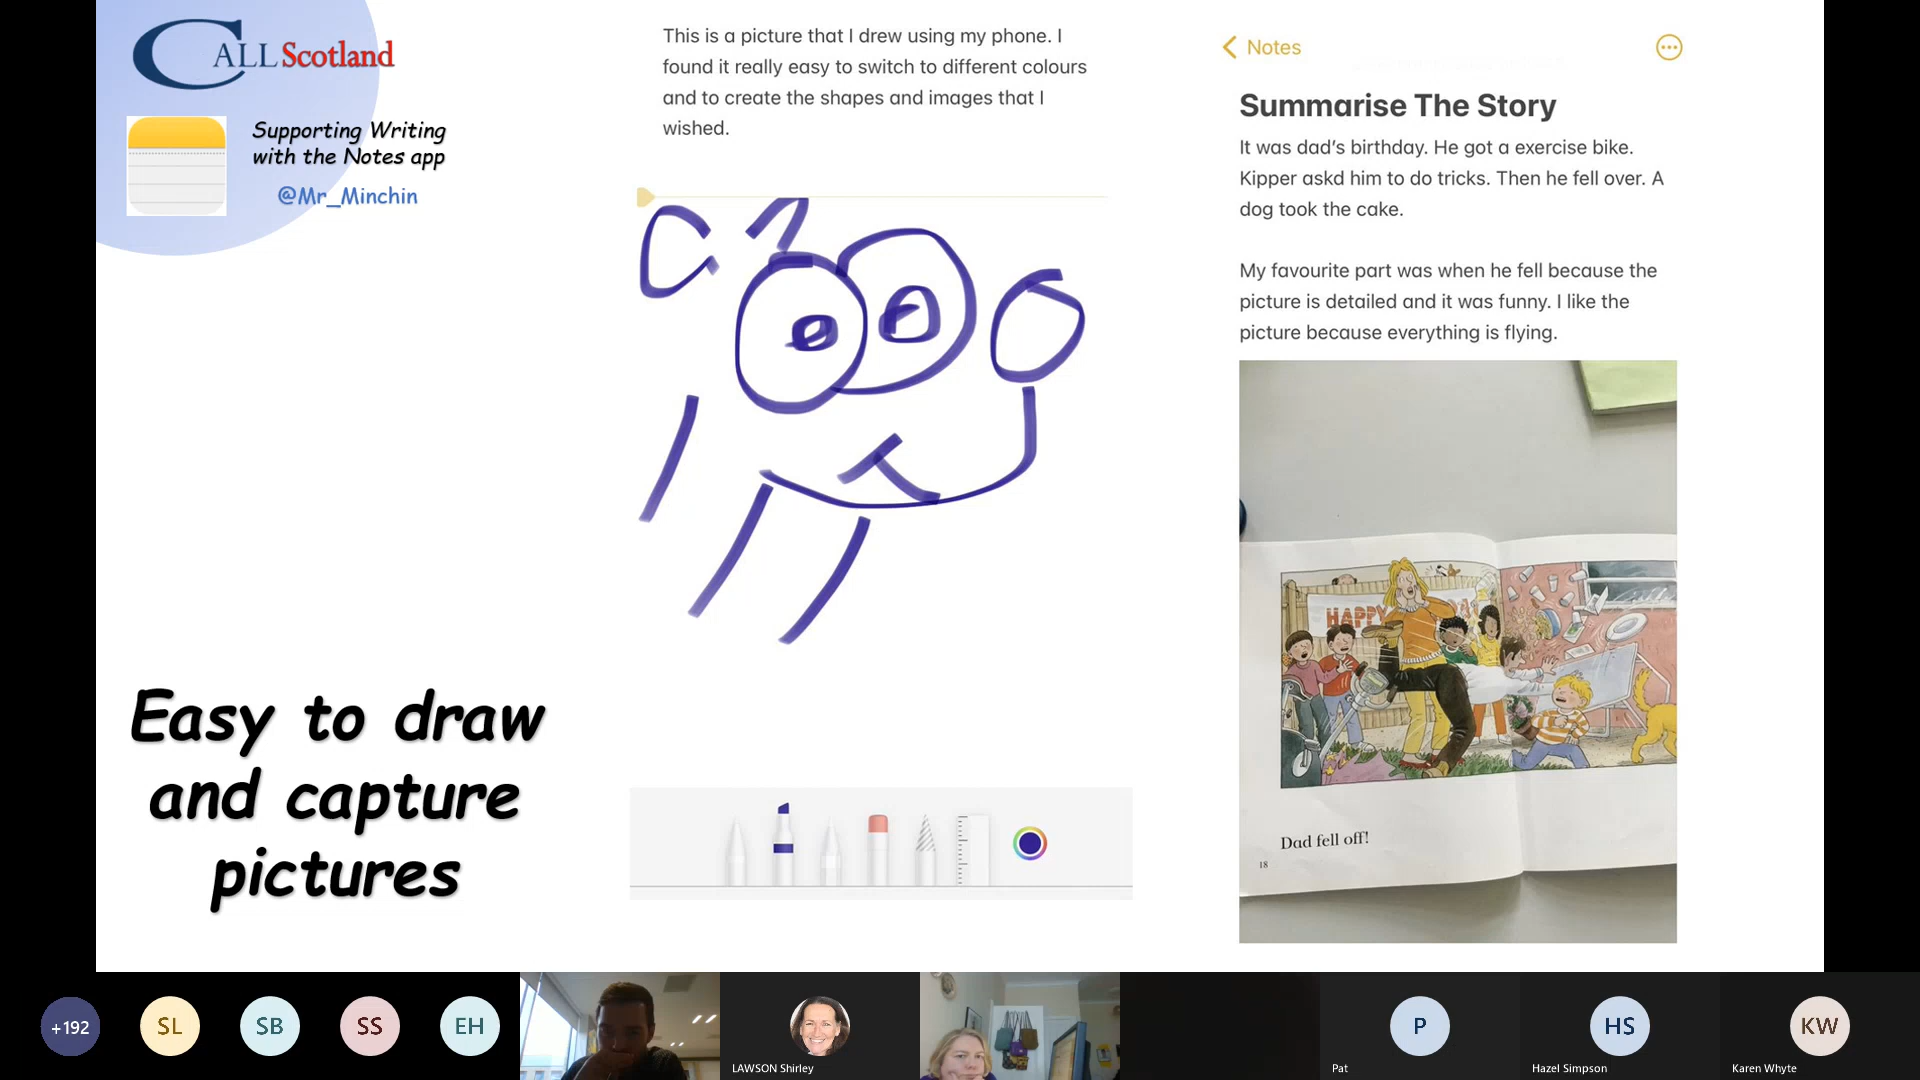 CALL Scotland
Supporting Writing
with the Notes app
@Mr_Minchin
Easy to draw
and capture
pictures
This is a picture that I drew using my phone. I
found it really easy to switch to different colours
and to create the shapes and images that I
wished.
Notes
Summarise The Story
It was dad’s birthday. He got a exercise bike.
Kipper askd him to do tricks. Then he fell over. A
dog took the cake.
My favourite part was when he fell because the
picture is detailed and it was funny. I like the
picture because everything is flying.
HAPPY
Dad fell off!
18
+192
SL
SB
SS
EH
LAWSON Shirley
P
Pat
HS
Hazel Simpson
KW
Karen Whyte